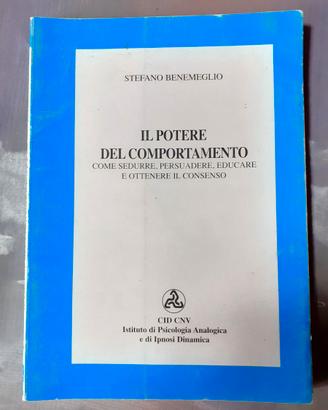 STEFANO BENEMEGLIO
IL POTERE
DEL COMPORTAMENTO
COME SEDURRE, PERSUADERE, EDUCARE
E OTTENERE IL CONSENSO
CID CNV
Istituto di Psicologia Analogica
e di Ipnosi Dinamica